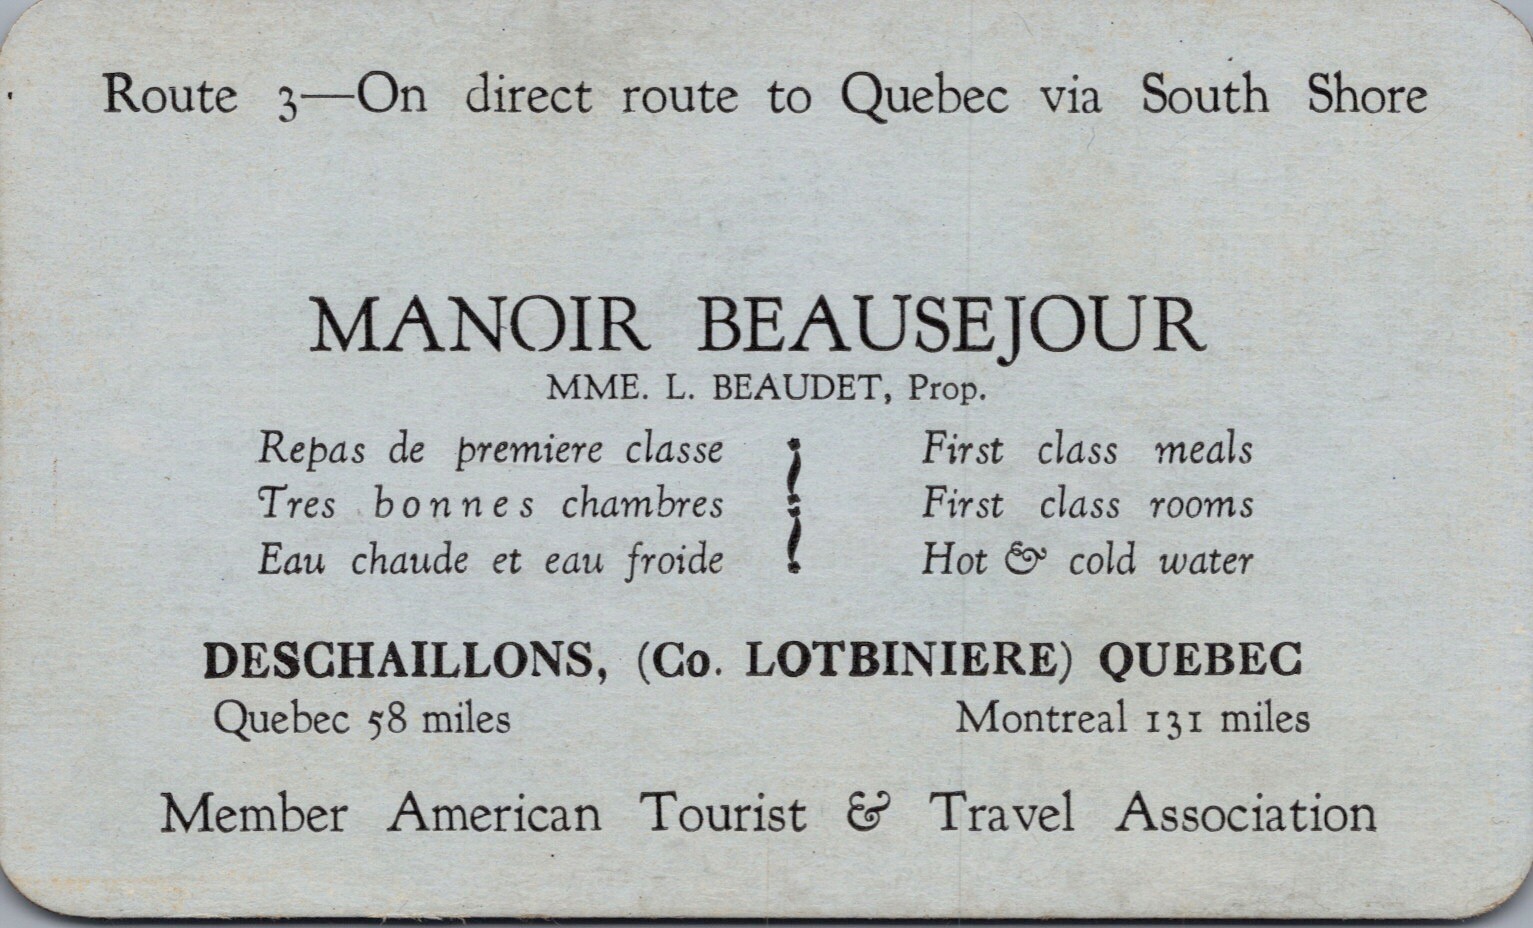 Route 3—On direct route to Quebec via South Shore
MANOIR BEAUSEJOUR
MME. L. BEAUDET, Prop.
Repas de premiere classe First class meals
Tres bonnes chambres First class rooms
Eau chaude et eau froide Hot & cold water
DESCHAILLONS, (Co. LOTBINIERE) QUEBEC
Quebec 58 miles Montreal 131 miles
Member American Tourist & Travel Association